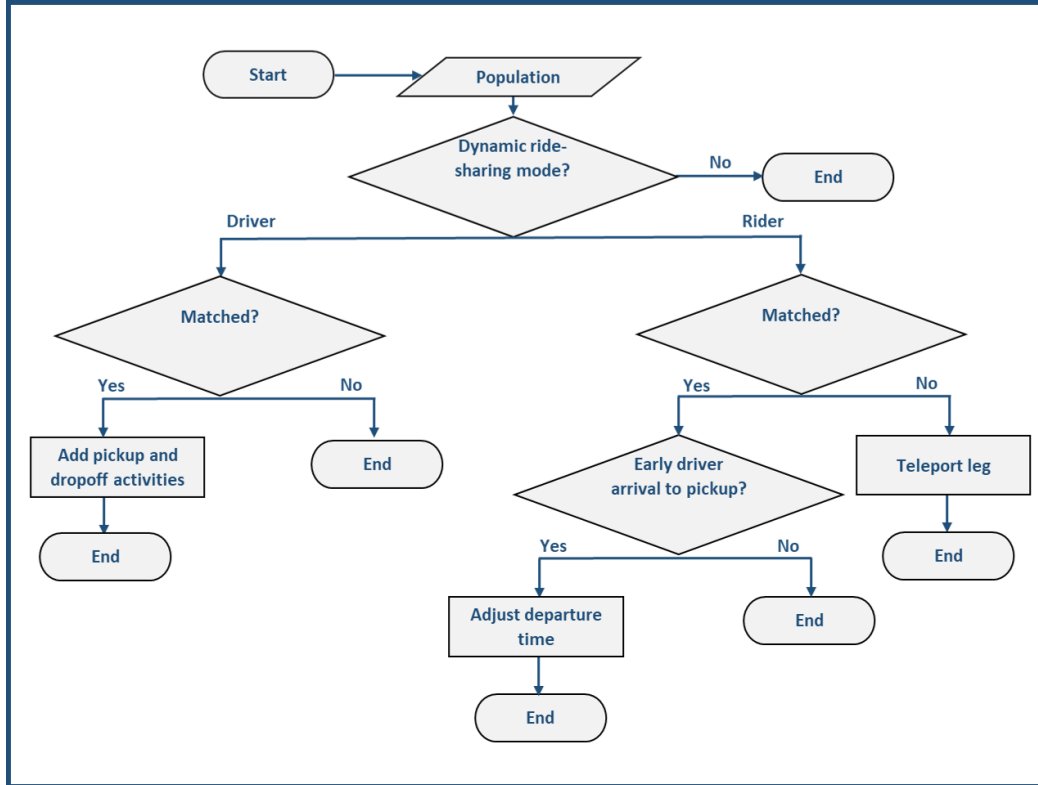 Start
Population
Dynamic ride-
sharing mode?
No
End
Driver
Rider
Matched?
Matched?
Yes
No
Yes
No
Add pickup and
dropoff activities
End
Early driver
arrival to pickup?
Teleport leg
End
Yes
No
End
Adjust departure
time
End
End